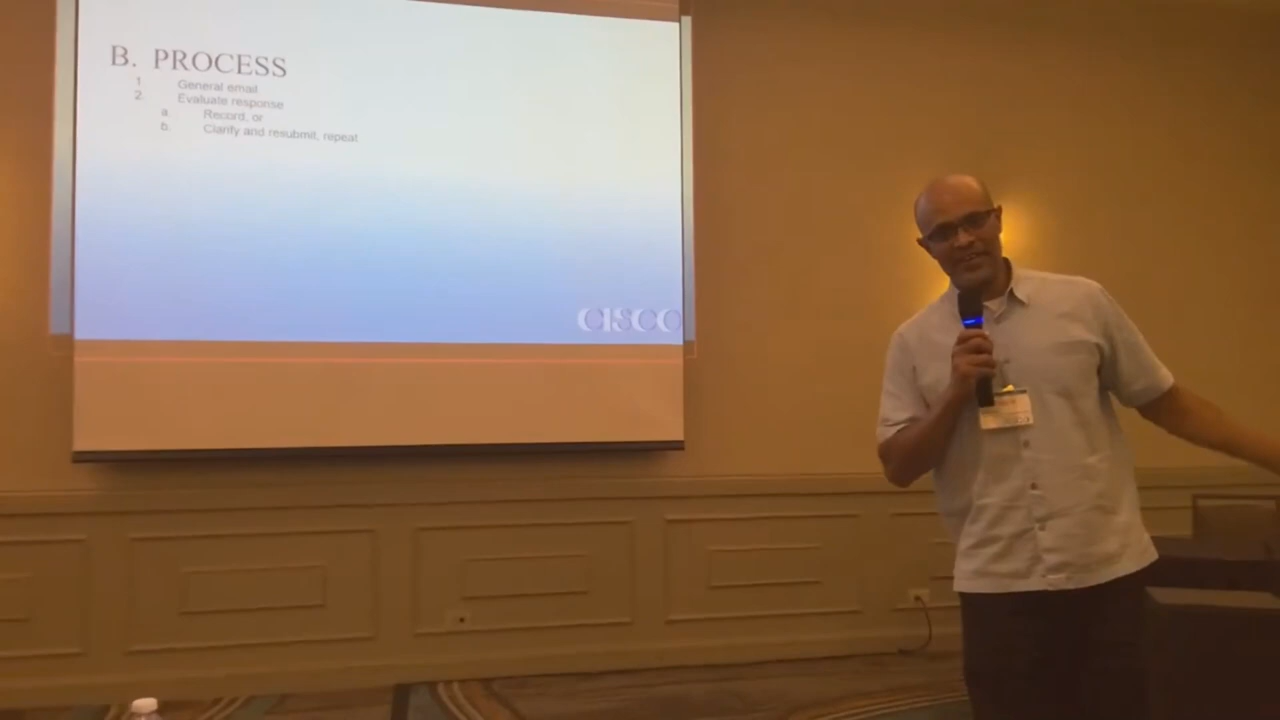 B. PROCESS
1. General email
2. Evaluate response
a. Record, or
b. Clarify and resubmit, repeat
CISCO